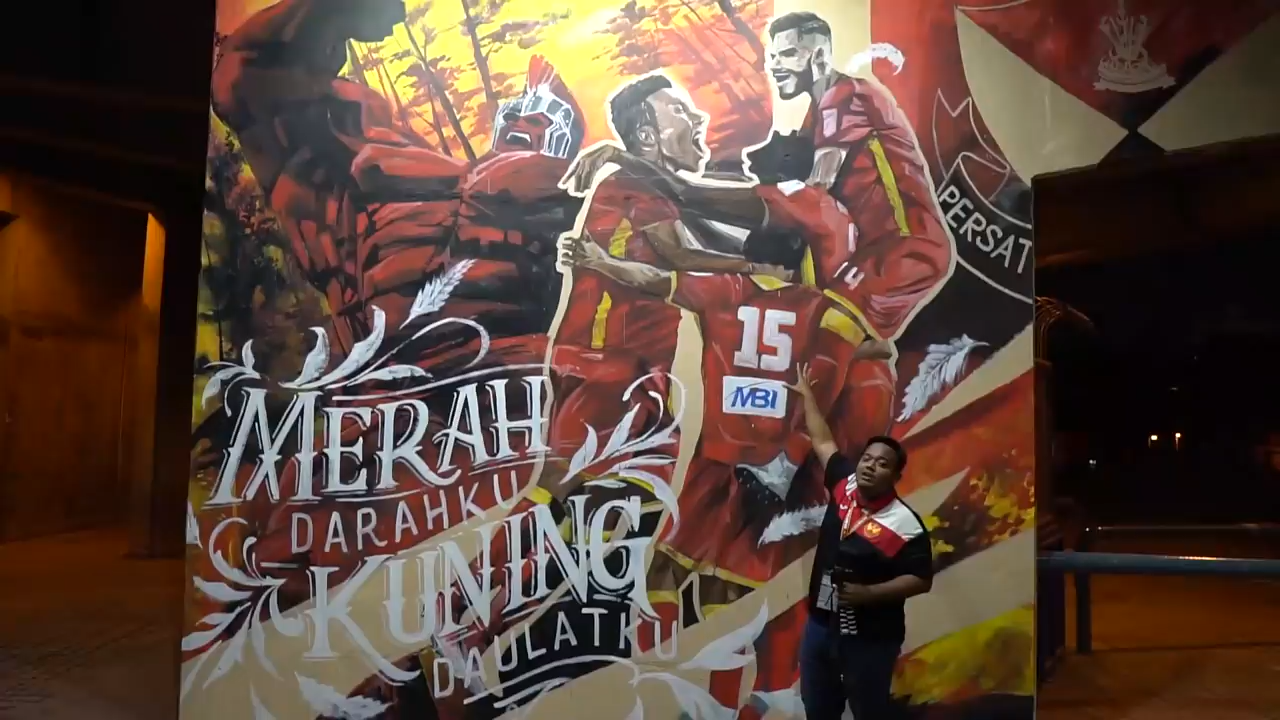 PERSAT
14
15
MBI
MERAH
DARAHKU
KUNING
DAULATKU